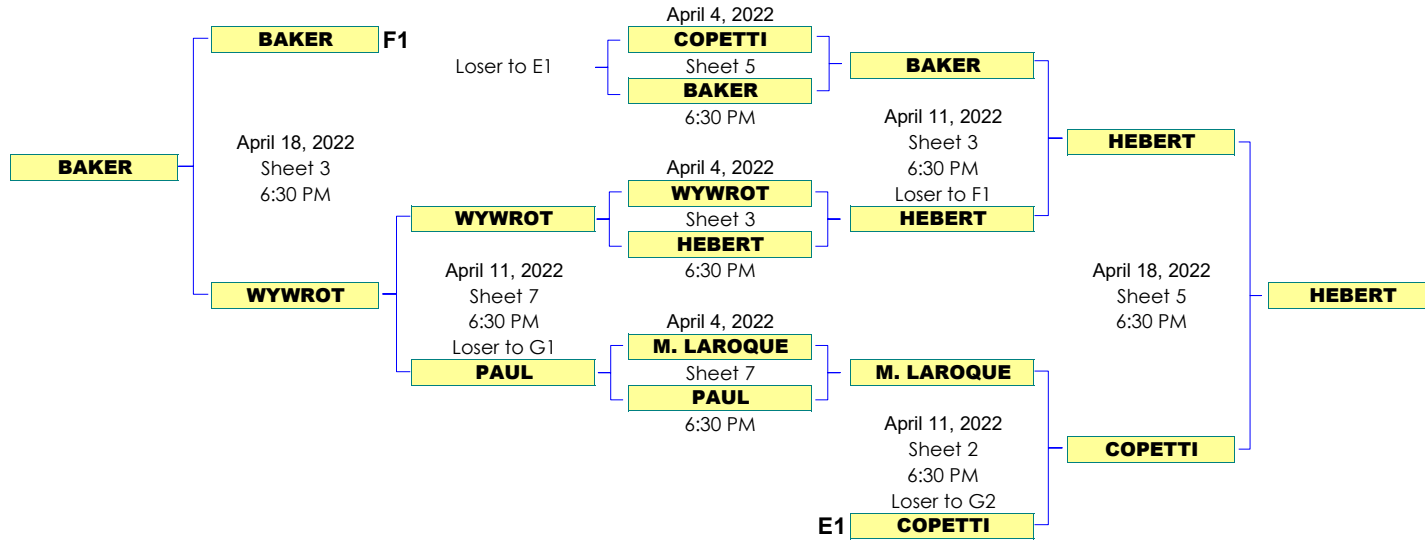 BAKER
April 18, 2022
Sheet 3
6:30 PM
BAKER F1
WYWROT
WYWROT
April 11, 2022
Sheet 7
6:30 PM
Loser to G1
PAUL
Loser to E1
April 4, 2022
COPETTI
Sheet 5
BAKER
6:30 PM
April 4, 2022
WYWROT
Sheet 3
HEBERT
6:30 PM
April 4, 2022
M. LAROQUE
Sheet 7
PAUL
6:30 PM
BAKER
April 11, 2022
Sheet 3
6:30 PM
Loser to F1
HEBERT
M. LAROQUE
April 11, 2022
Sheet 2
6:30 PM
Loser to G2
E1 COPETTI
HEBERT
April 18, 2022
Sheet 5
6:30 PM
COPETTI
HEBERT